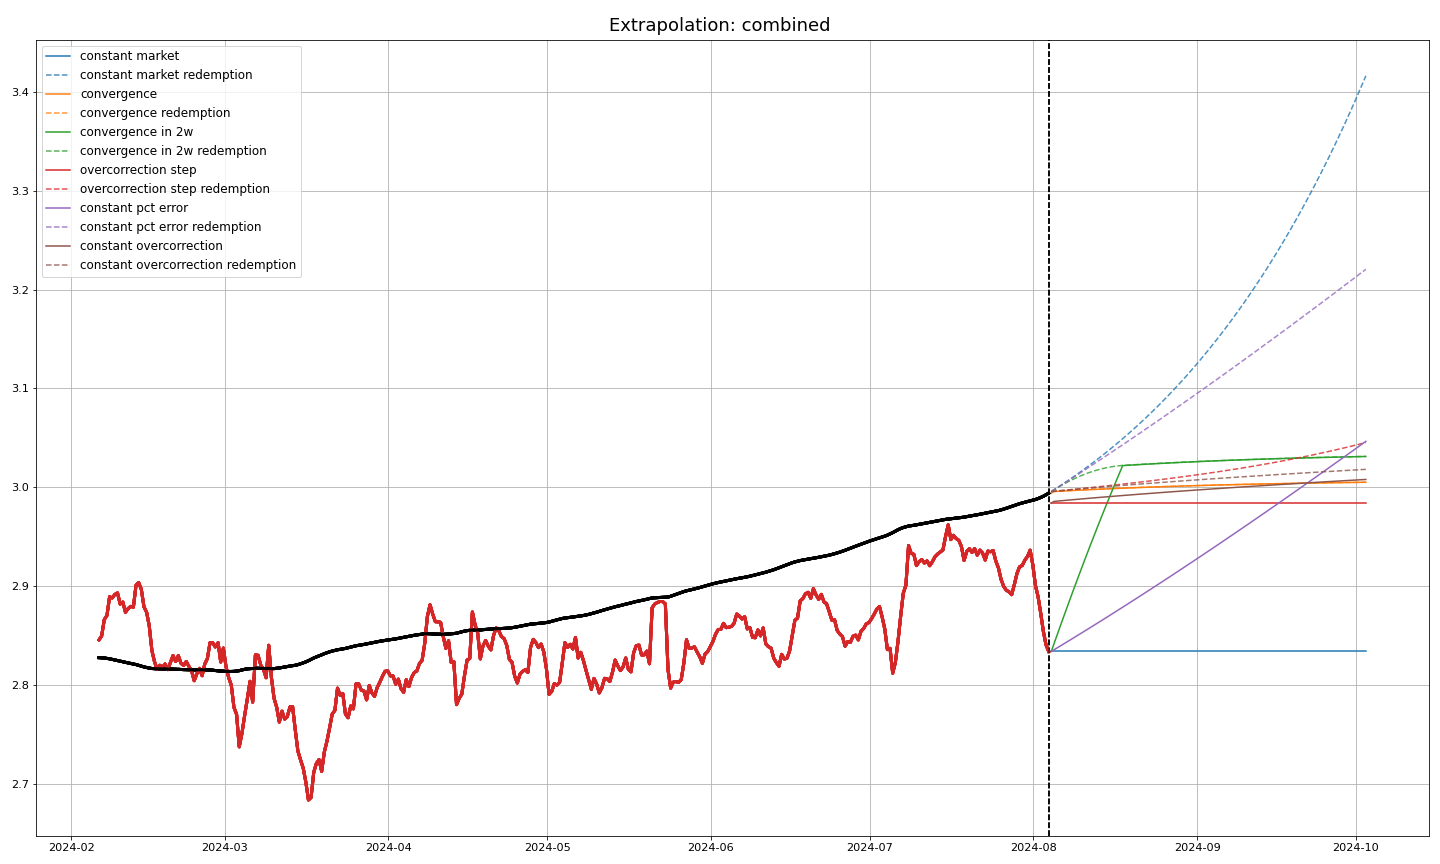 Extrapolation: combined
constant market
constant market redemption
convergence
convergence redemption
convergence in 2w
convergence in 2w redemption
overcorrection step
overcorrection step redemption
constant pct error
constant pct error redemption
constant overcorrection
constant overcorrection redemption
3.4
3.3
3.2
3.1
3.0
2.9
2.8
2.7
2024-02 2024-03 2024-04 2024-05 2024-06 2024-07 2024-08 2024-09 2024-10